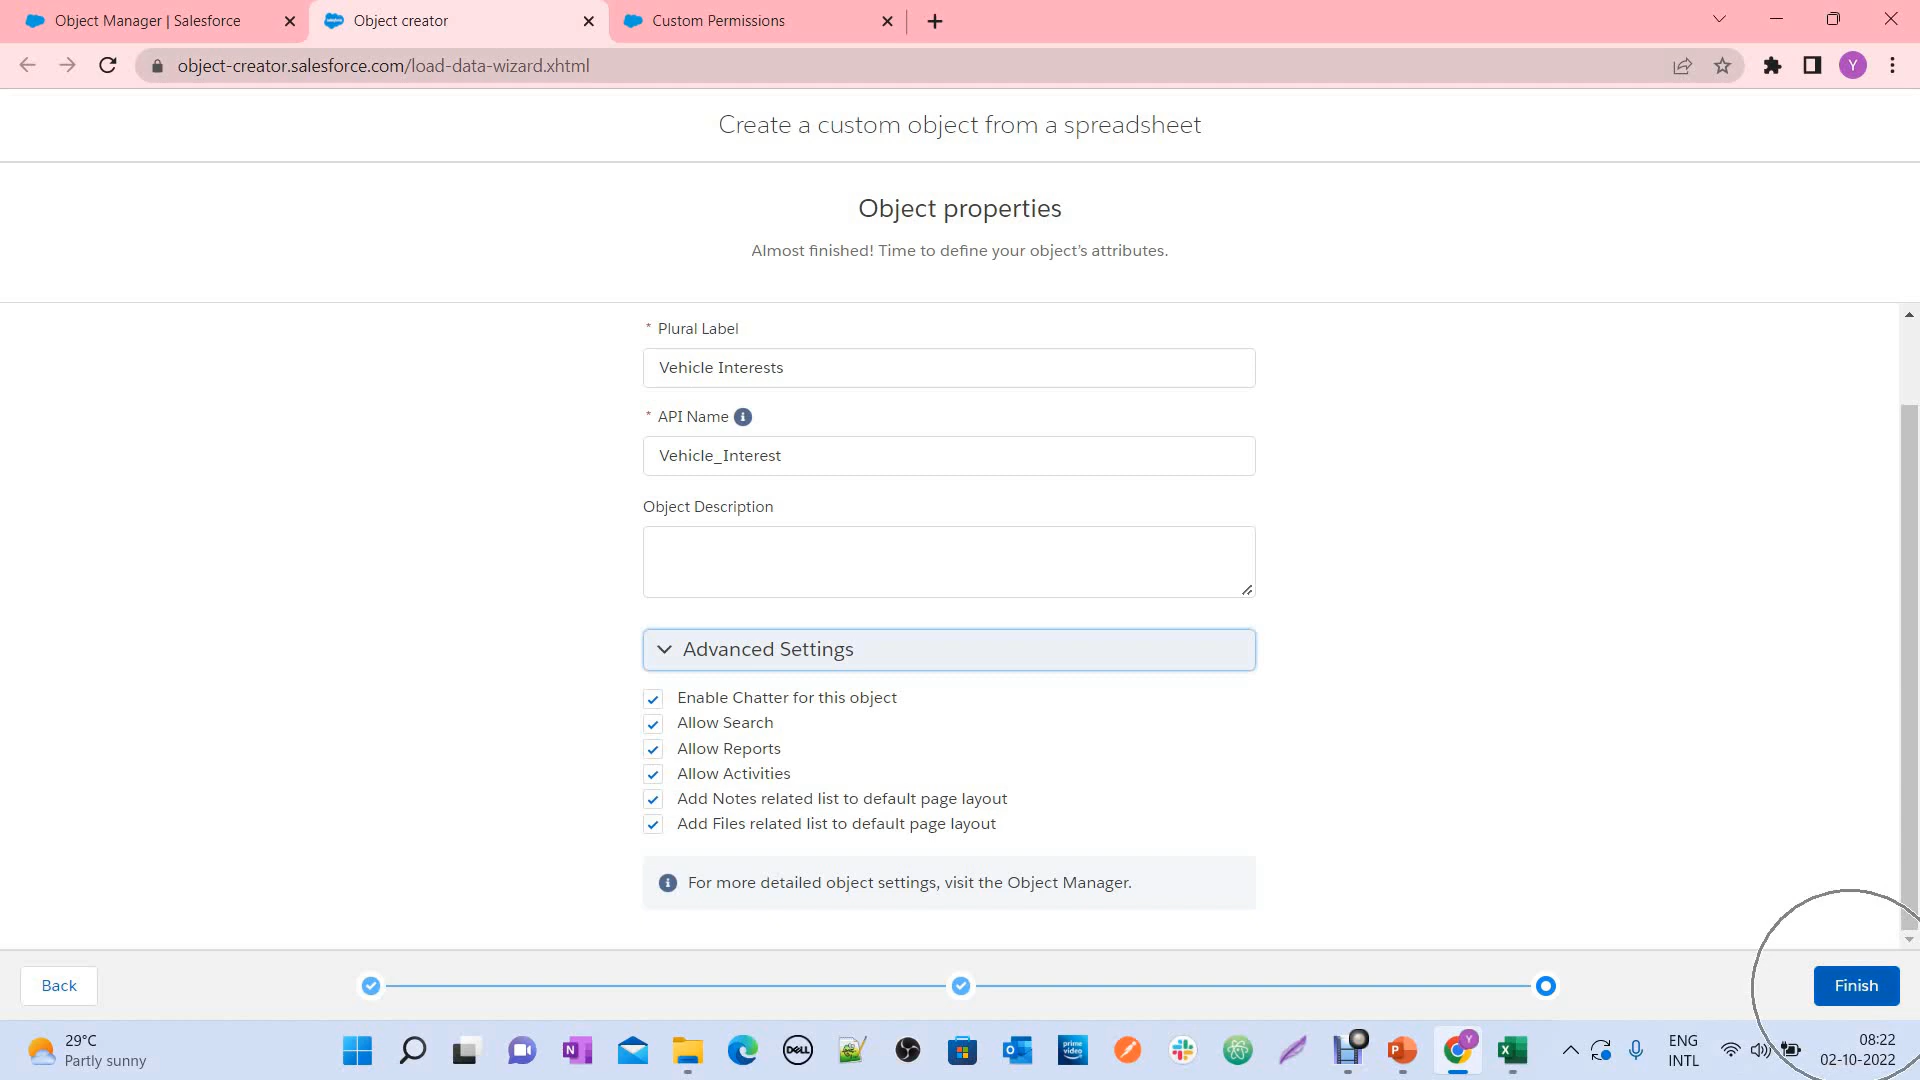 Object Manager | Salesforce
Object creator
Custom Permissions
object-creator.salesforce.com/load-data-wizard.xhtml
Y
Create a custom object from a spreadsheet
Object properties
Almost finished! Time to define your object's attributes.
* Plural Label
Vehicle Interests
* API Name
Vehicle_Interest
Object Description
Advanced Settings
Enable Chatter for this object
Allow Search
Allow Reports
Allow Activities
Add Notes related list to default page layout
Add Files related list to default page layout
For more detailed object settings, visit the Object Manager.
Back
Finish
29°C
Partly sunny
DELL
prime video
ENG
INTL
08:22
02-10-2022